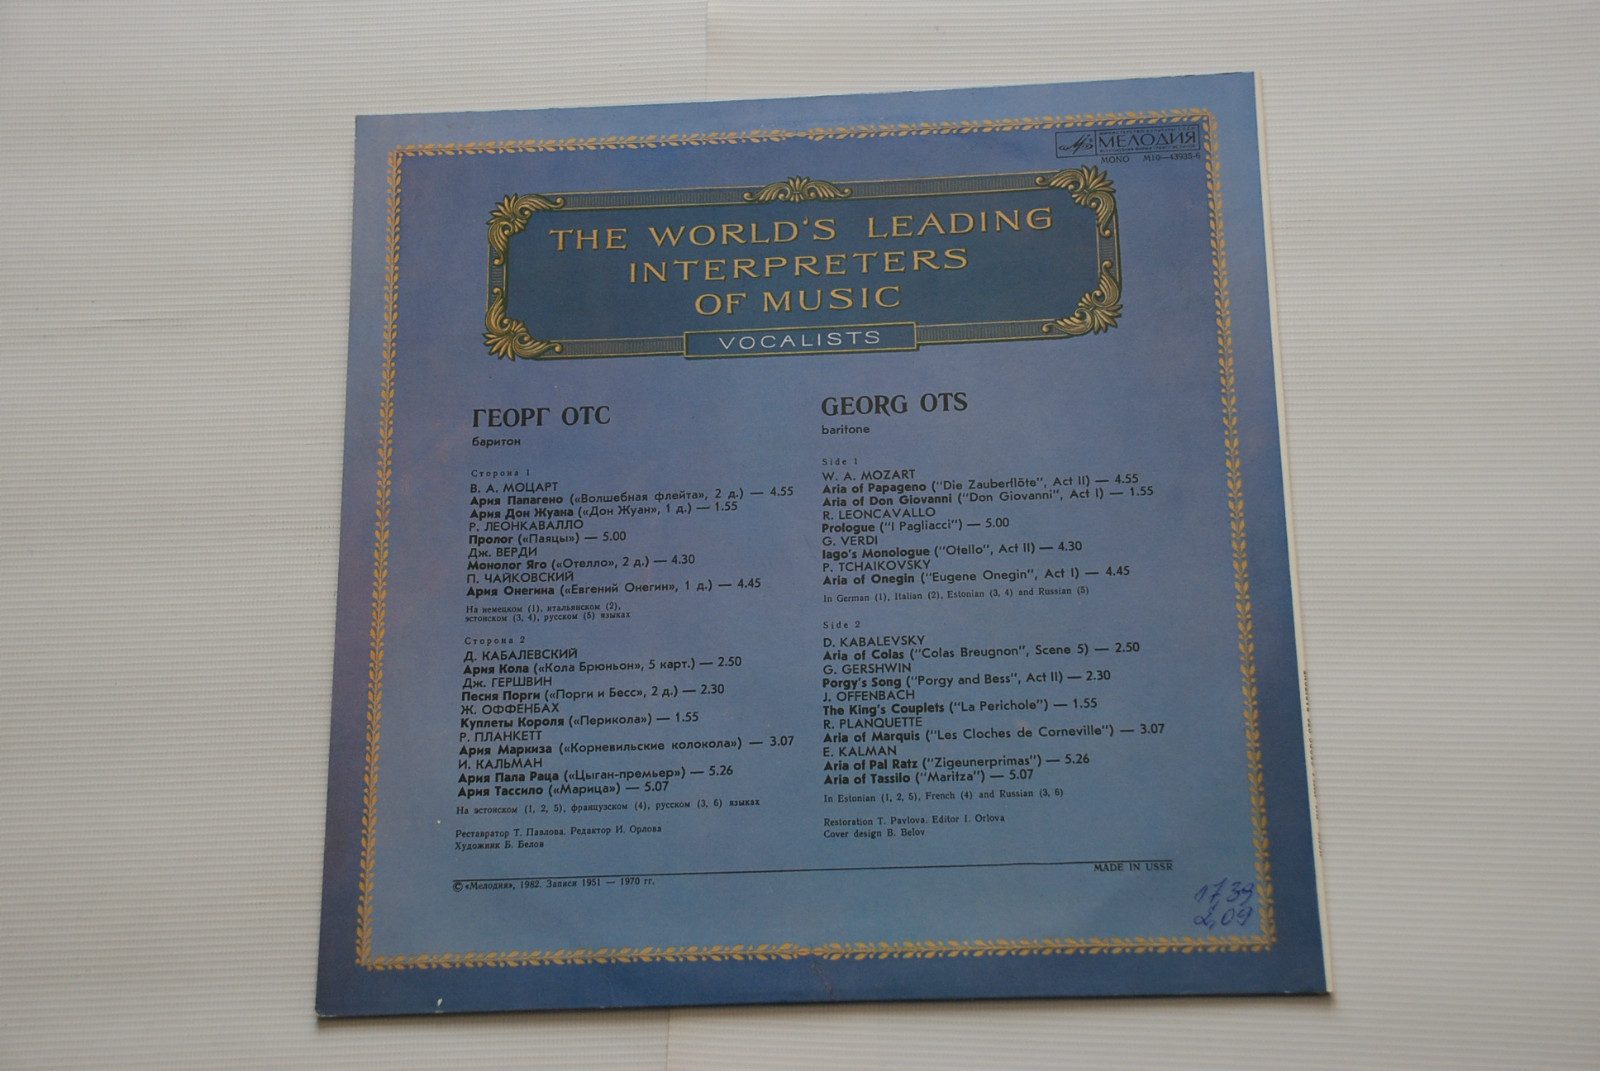 МЕЛОДИЯ
MONO M10—43935-6
THE WORLD'S LEADING
INTERPRETERS
OF MUSIC
VOCALISTS
ГЕОРГ ОТС
баритон
Сторона 1
В. А. МОЦАРТ
Ария Папагено («Волшебная флейта», 2 д.) — 4.55
Ария Дон Жуана («Дон Жуан», 1 д.) — 1.55
Р. ЛЕОНКАВАЛЛО
Пролог («Паяцы») — 5.00
Дж. ВЕРДИ
Монолог Яго («Отелло», 2 д.) — 4.30
П. ЧАЙКОВСКИЙ
Ария Онегина («Евгений Онегин», 1 д.) — 4.45
На немецком (1), итальянском (2),
эстонском (3, 4), русском (5) языках
Сторона 2
Д. КАБАЛЕВСКИЙ
Ария Кола («Кола Брюньон», 5 карт.) — 2.50
Дж. ГЕРШВИН
Песня Порги («Порги и Бесс», 2 д.) — 2.30
Ж. ОФФЕНБАХ
Куплеты Короля («Перикола») — 1.55
Р. ПЛАНКЕТТ
Ария Маркиза («Корневильские колокола») — 3.07
И. КАЛЬМАН
Ария Пала Раца («Цыган-премьер») — 5.26
Ария Тассило («Марица») — 5.07
На эстонском (1, 2, 5), французском (4), русском (3, 6) языках
Реставратор Т. Павлова. Редактор И. Орлова
Художник Б. Белов
GEORG OTS
baritone
Side 1
W. A. MOZART
Aria of Papageno ("Die Zauberflöte", Act II) — 4.55
Aria of Don Giovanni ("Don Giovanni", Act I) — 1.55
R. LEONCAVALLO
Prologue ("I Pagliacci") — 5.00
G. VERDI
Iago's Monologue ("Otello", Act II) — 4.30
P. TCHAIKOVSKY
Aria of Onegin ("Eugene Onegin", Act I) — 4.45
In German (1), Italian (2), Estonian (3, 4) and Russian (5)
Side 2
D. KABALEVSKY
Aria of Colas ("Colas Breugnon", Scene 5) — 2.50
G. GERSHWIN
Porgy's Song ("Porgy and Bess", Act II) — 2.30
J. OFFENBACH
The King's Couplets ("La Perichole") — 1.55
R. PLANQUETTE
Aria of Marquis ("Les Cloches de Corneville") — 3.07
E. KALMAN
Aria of Pal Ratz ("Zigeunerprimas") — 5.26
Aria of Tassilo ("Maritza") — 5.07
In Estonian (1, 2, 5), French (4) and Russian (3, 6)
Restoration T. Pavlova. Editor I. Orlova
Cover design B. Belov
MADE IN USSR
© «Мелодия», 1982. Записи 1951 — 1970 гг.
17,39
2,09